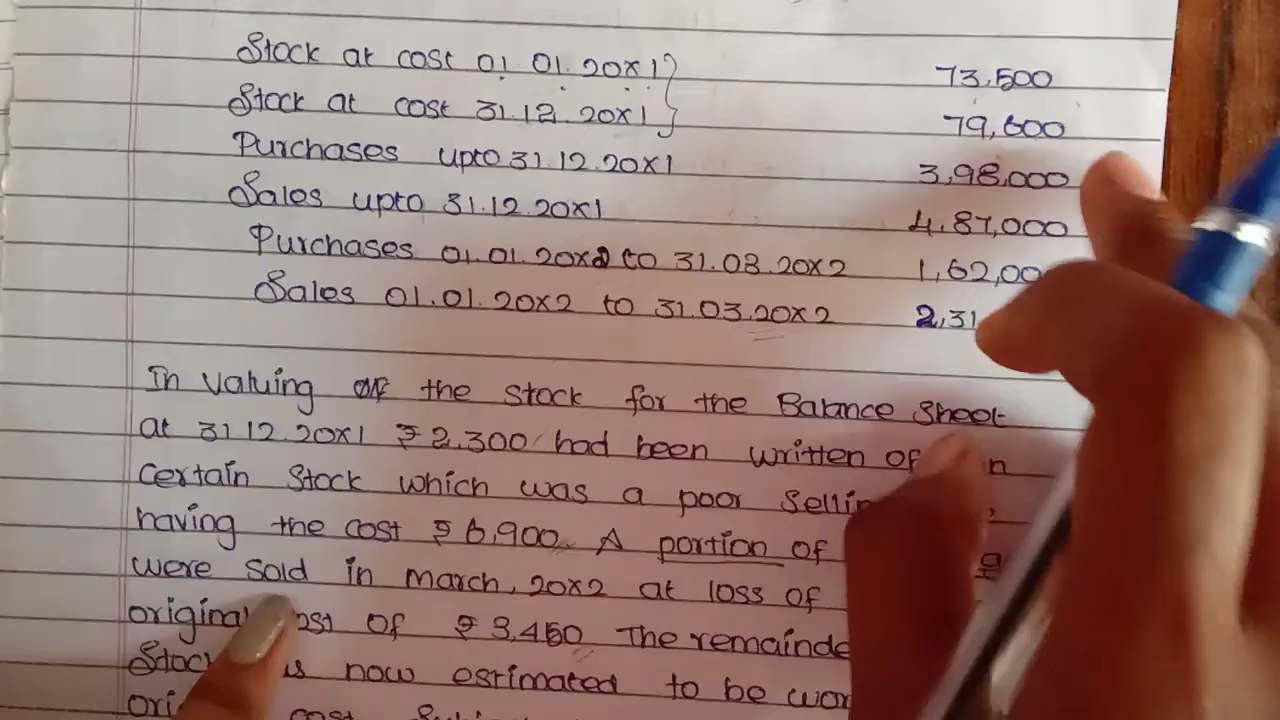 Stock at cost 01.01.20x1 73,500
Stock at cost 31.12.20x1 79,600
Purchases upto 31.12.20x1 3,98,000
Sales upto 31.12.20x1 4,87,000
Purchases 01.01.20x2 to 31.03.20x2 1,62,00
Sales 01.01.20x2 to 31.03.20x2 2,31
In valuing of the stock for the Balance Sheet
at 31.12.20x1 ₹ 2,300 had been written
certain stock which was a poor
having the cost ₹ 6,900. A portion of
were sold in march, 20x2 at loss of
of ₹ 3,450 The
is now estimated to be
cost